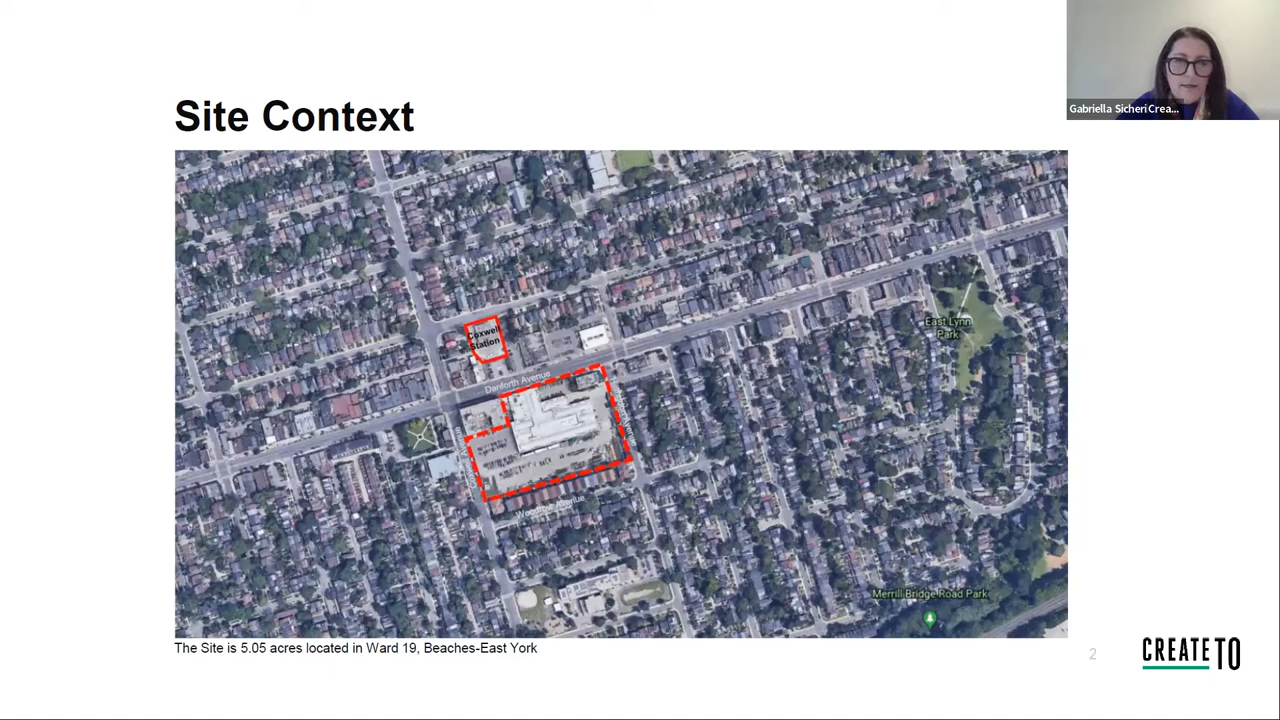 Gabriella Sicheri Crea...
Site Context
East Lynn
Park
Coxwell
Station
Danforth Avenue
Merrill Bridge Road Park
The Site is 5.05 acres located in Ward 19, Beaches-East York
2
CREATE TO